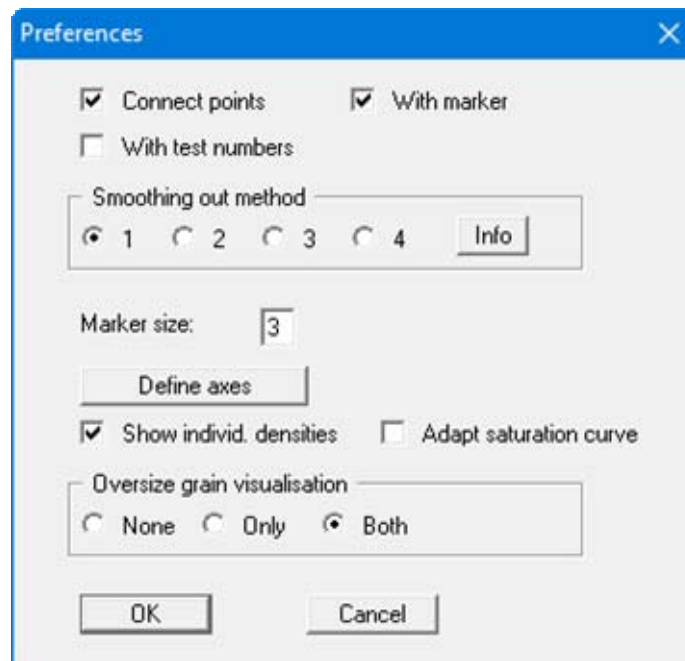 Preferences
Connect points With marker
With test numbers
Smoothing out method
1 2 3 4 Info
Marker size: 3
Define axes
Show individ. densities Adapt saturation curve
Oversize grain visualisation
None Only Both
OK Cancel